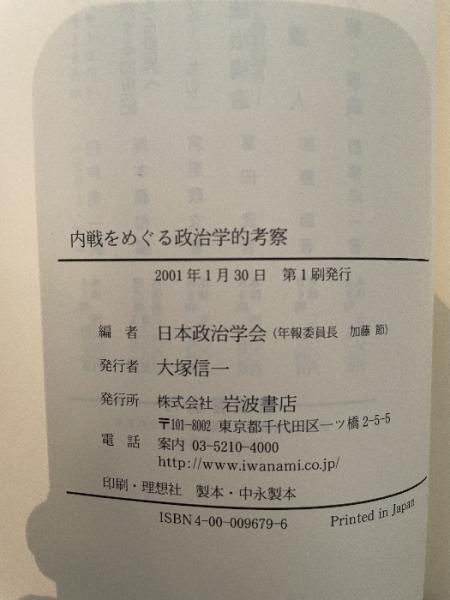 内戦をめぐる政治学的考察
2001年1月30日 第1刷発行
編者 日本政治学会(年報委員長 加藤 節)
発行者 大塚信一
発行所 株式会社 岩波書店
〒101-8002 東京都千代田区一ツ橋2-5-5
電話 案内 03-5210-4000
http://www.iwanami.co.jp/
印刷・理想社 製本・中永製本
ISBN4-00-009679-6 Printed in Japan